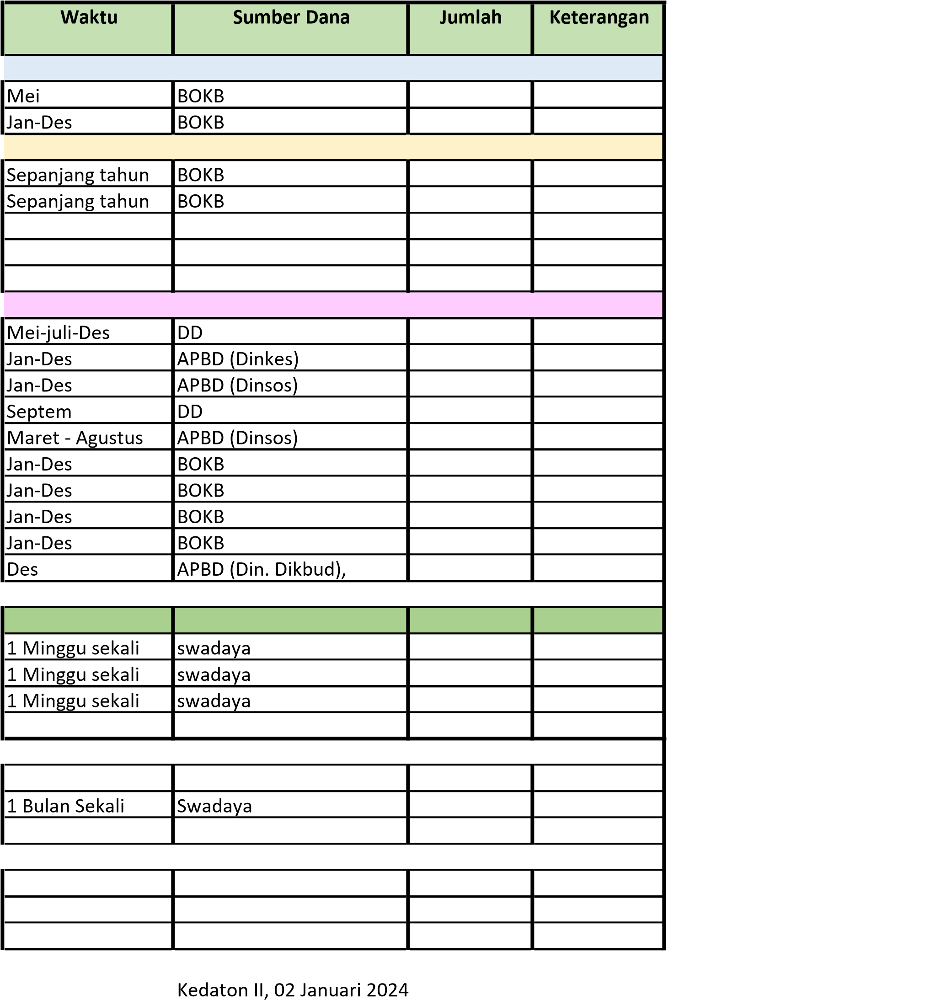 Waktu Sumber Dana Jumlah Keterangan
Mei BOKB
Jan-Des BOKB
Sepanjang tahun BOKB
Sepanjang tahun BOKB
Mei-juli-Des DD
Jan-Des APBD (Dinkes)
Jan-Des APBD (Dinsos)
Septem DD
Maret - Agustus APBD (Dinsos)
Jan-Des BOKB
Jan-Des BOKB
Jan-Des BOKB
Jan-Des BOKB
Des APBD (Din. Dikbud),
1 Minggu sekali swadaya
1 Minggu sekali swadaya
1 Minggu sekali swadaya
1 Bulan Sekali Swadaya
Kedaton II, 02 Januari 2024